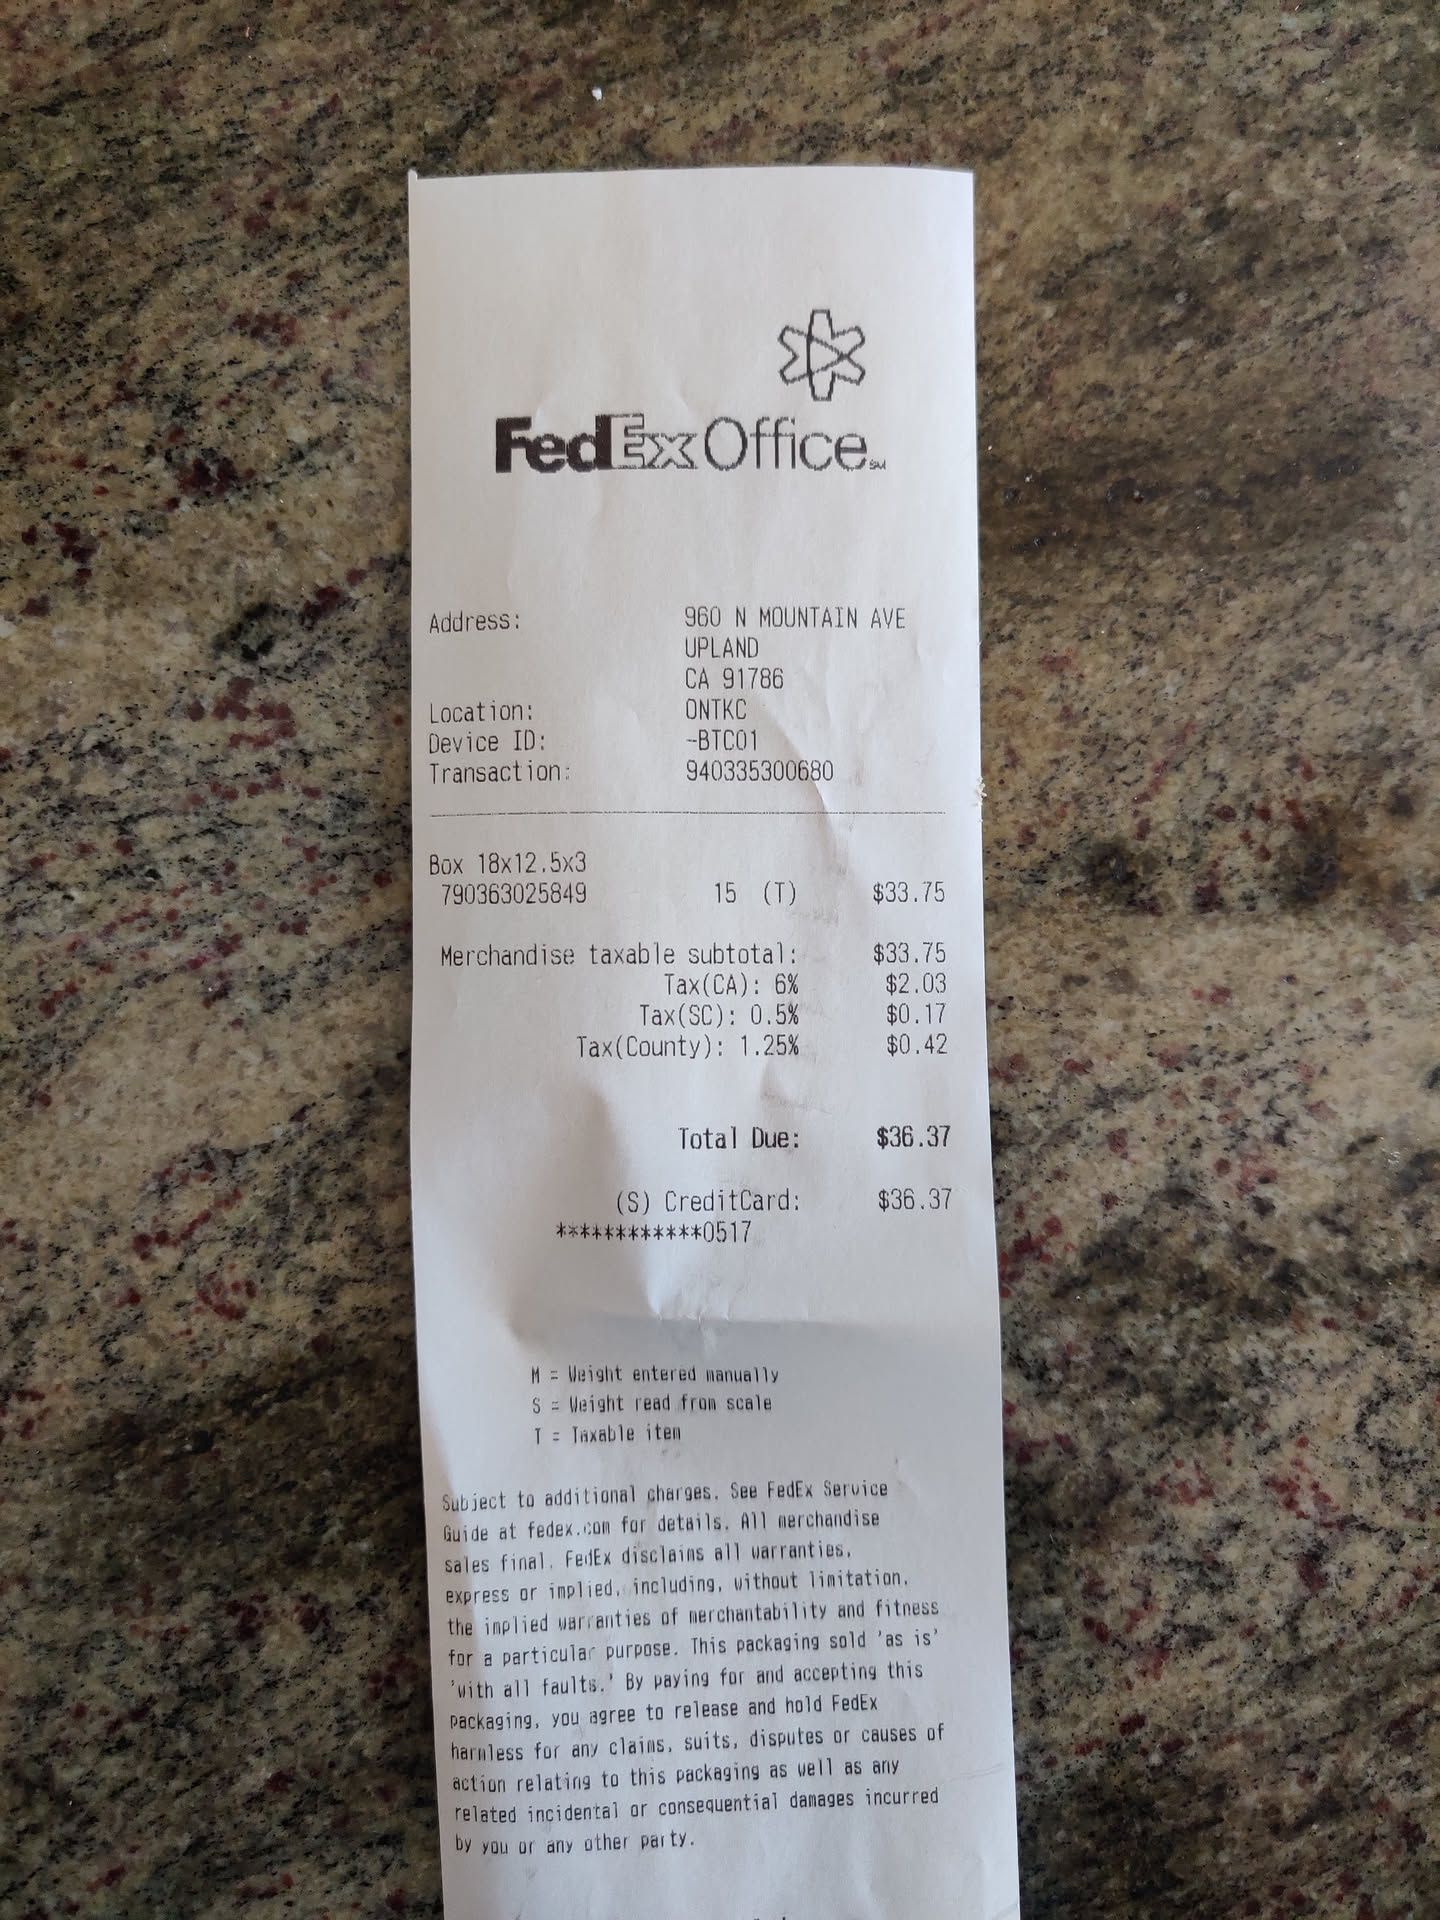 FedEx Office SM
Address: 960 N MOUNTAIN AVE
UPLAND
CA 91786
Location: ONTKC
Device ID: -BTC01
Transaction: 940335300680
Box 18x12.5x3
790363025849 15 (T) $33.75
Merchandise taxable subtotal: $33.75
Tax(CA): 6% $2.03
Tax(SC): 0.5% $0.17
Tax(County): 1.25% $0.42
Total Due: $36.37
(S) CreditCard: $36.37
************0517
M = Weight entered manually
S = Weight read from scale
T = Taxable item
Subject to additional charges. See FedEx Service
Guide at fedex.com for details. All merchandise
sales final. FedEx disclaims all warranties,
express or implied, including, without limitation,
the implied warranties of merchantability and fitness
for a particular purpose. This packaging sold 'as is'
'with all faults.' By paying for and accepting this
packaging, you agree to release and hold FedEx
harmless for any claims, suits, disputes or causes of
action relating to this packaging as well as any
related incidental or consequential damages incurred
by you or any other party.